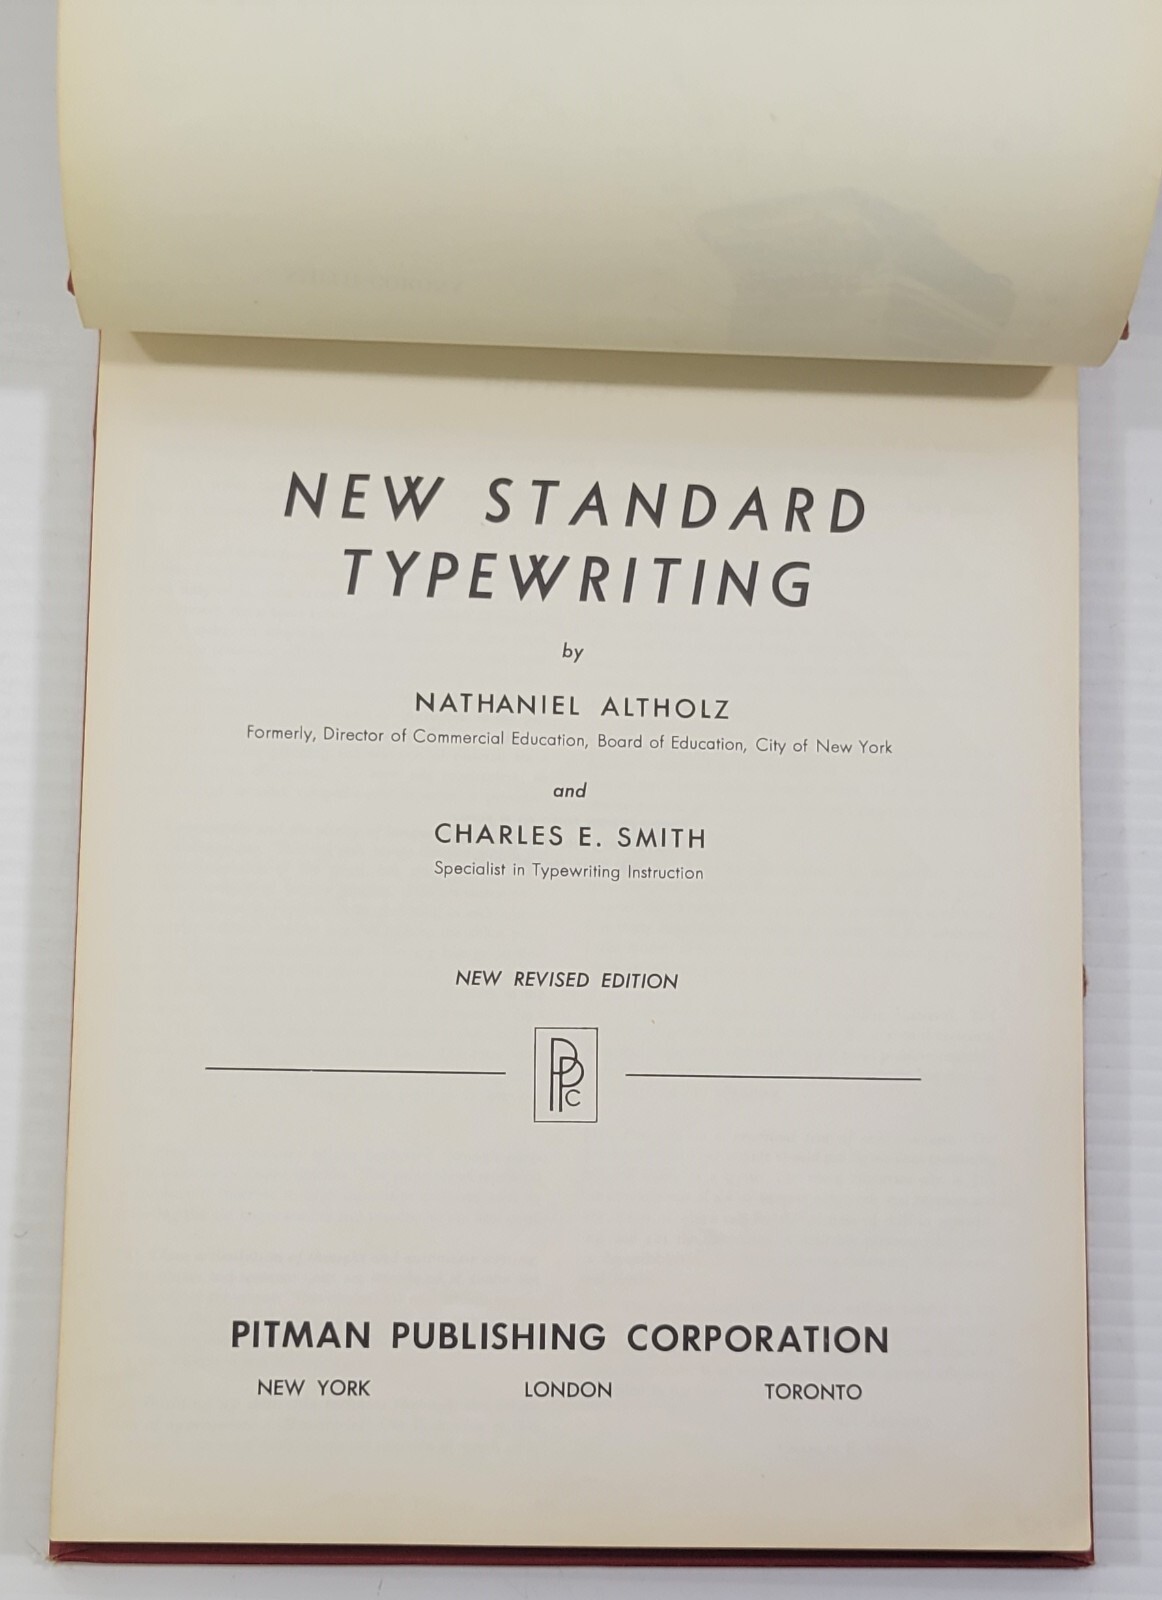 NEW STANDARD
TYPEWRITING
by
NATHANIEL ALTHOLZ
Formerly, Director of Commercial Education, Board of Education, City of New York
and
CHARLES E. SMITH
Specialist in Typewriting Instruction
NEW REVISED EDITION
PPC
PITMAN PUBLISHING CORPORATION
NEW YORK LONDON TORONTO